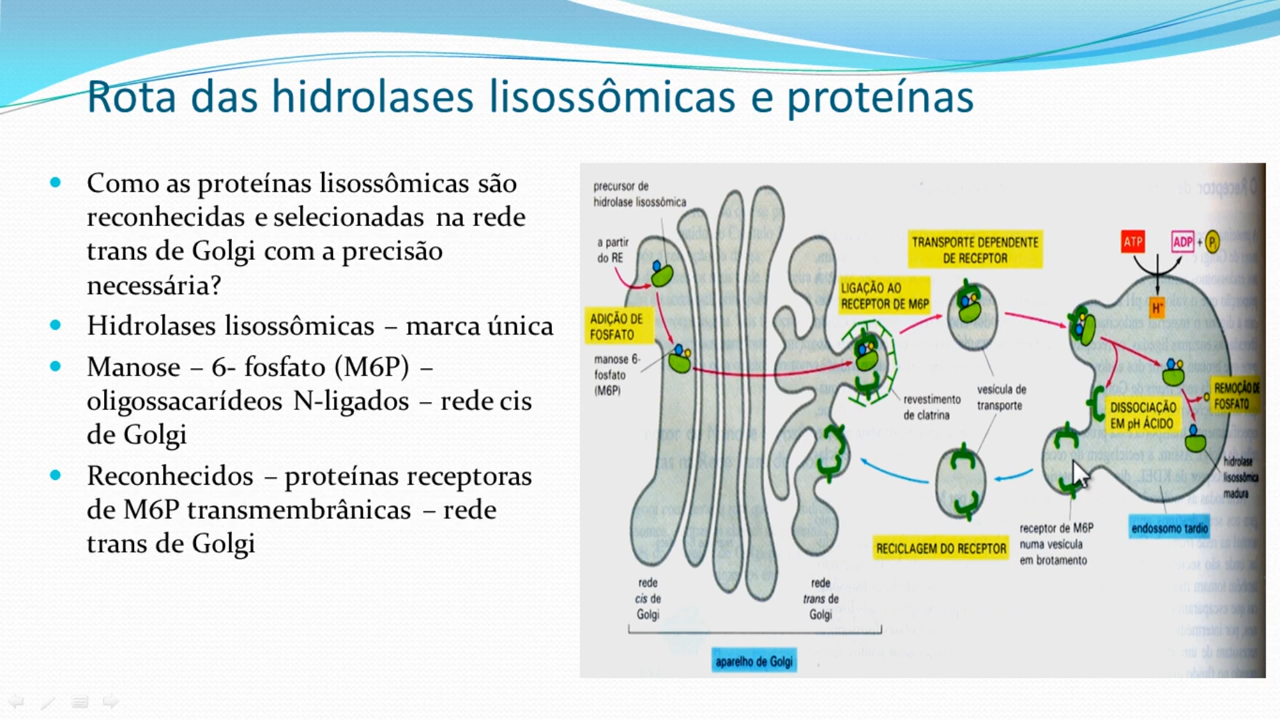 Rota das hidrolases lisossômicas e proteínas
Como as proteínas lisossômicas são
reconhecidas e selecionadas na rede
trans de Golgi com a precisão
necessária?
Hidrolases lisossômicas – marca única
Manose – 6- fosfato (M6P) –
oligossacarídeos N-ligados – rede cis
de Golgi
Reconhecidos – proteínas receptoras
de M6P transmembrânicas – rede
trans de Golgi
precursor de
hidrolase lisossômica
a partir
do RE
ADIÇÃO DE
FOSFATO
manose 6-
fosfato
(M6P)
LIGAÇÃO AO
RECEPTOR DE M6P
TRANSPORTE DEPENDENTE
DE RECEPTOR
revestimento
de clatrina
vesícula de
transporte
ATP
ADP + Pi
H+
DISSOCIAÇÃO
EM pH ÁCIDO
REMOÇÃO DE
FOSFATO
hidrolase
lisossômica
madura
endossomo tardio
receptor de M6P
numa vesícula
em brotamento
RECICLAGEM DO RECEPTOR
rede
cis de
Golgi
rede
trans de
Golgi
aparelho de Golgi